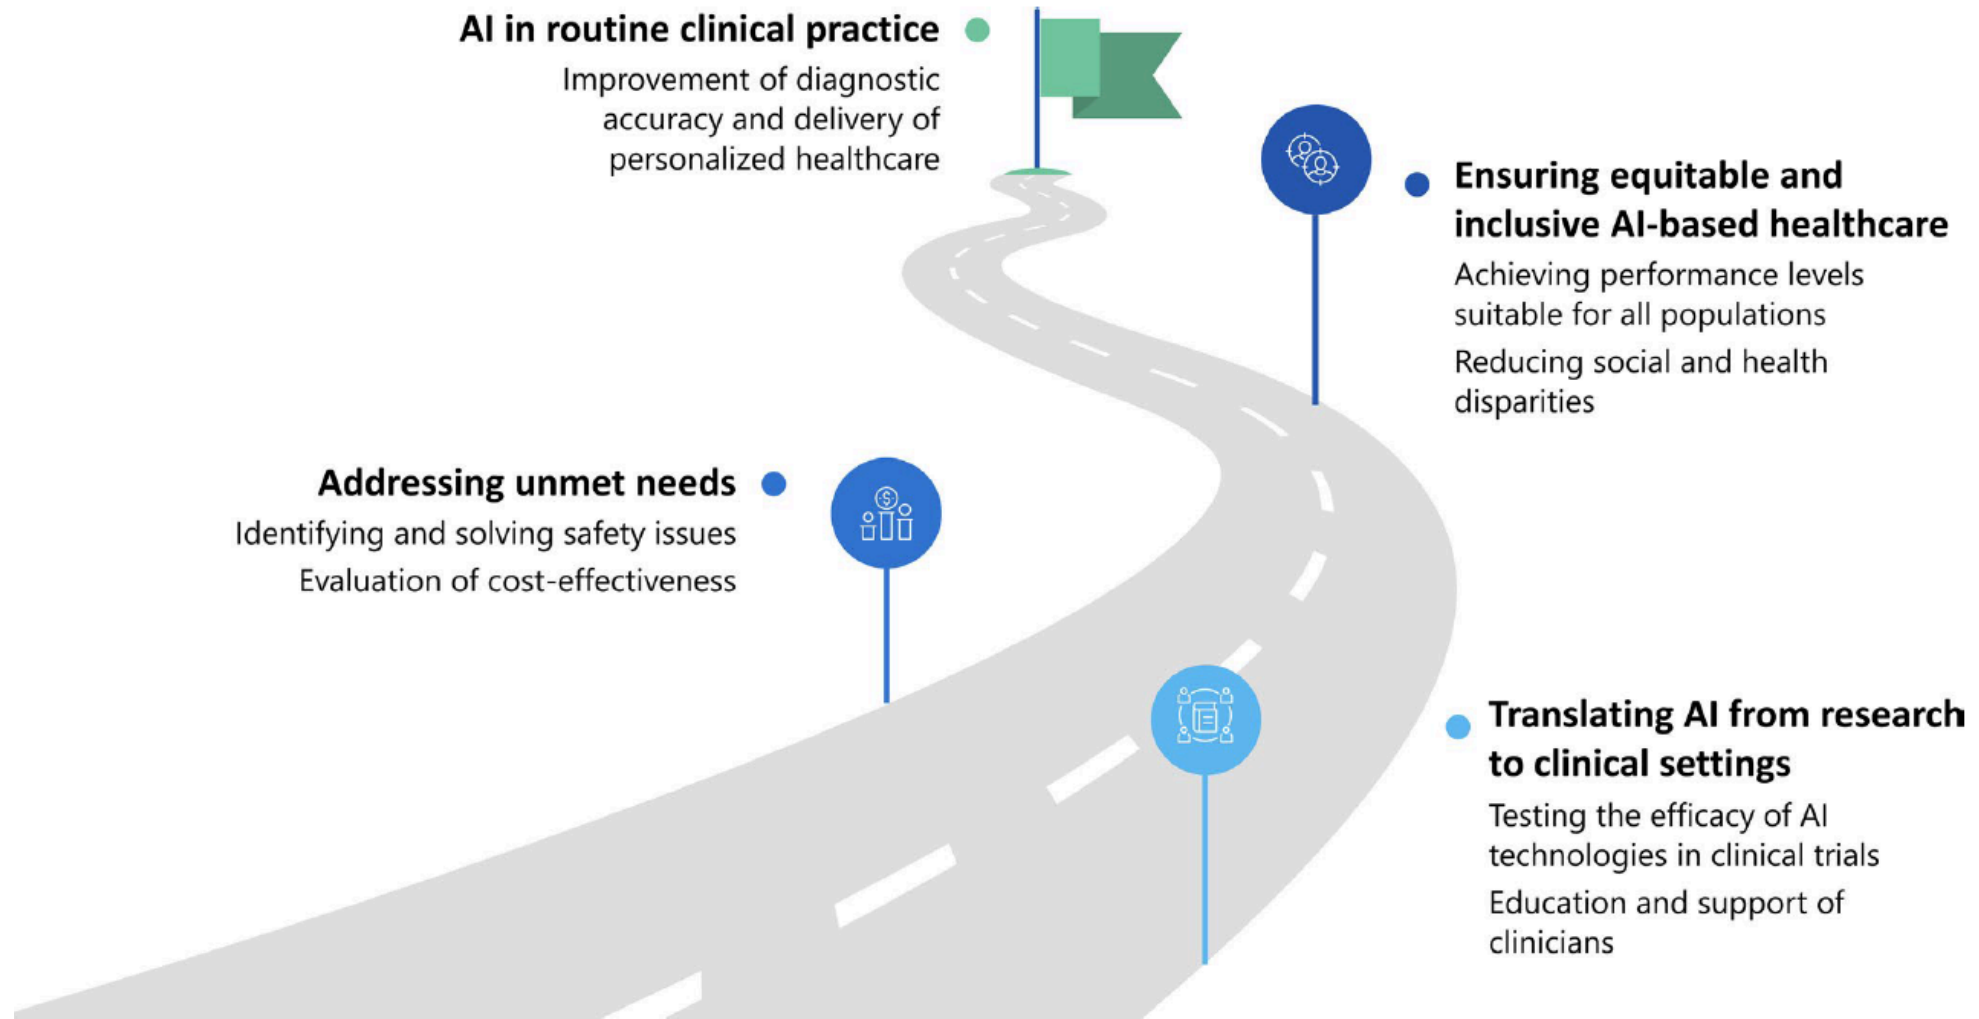 AI in routine clinical practice
Improvement of diagnostic
accuracy and delivery of
personalized healthcare
Ensuring equitable and
inclusive AI-based healthcare
Achieving performance levels
suitable for all populations
Reducing social and health
disparities
Addressing unmet needs
Identifying and solving safety issues
Evaluation of cost-effectiveness
$
Translating AI from research
to clinical settings
Testing the efficacy of AI
technologies in clinical trials
Education and support of
clinicians